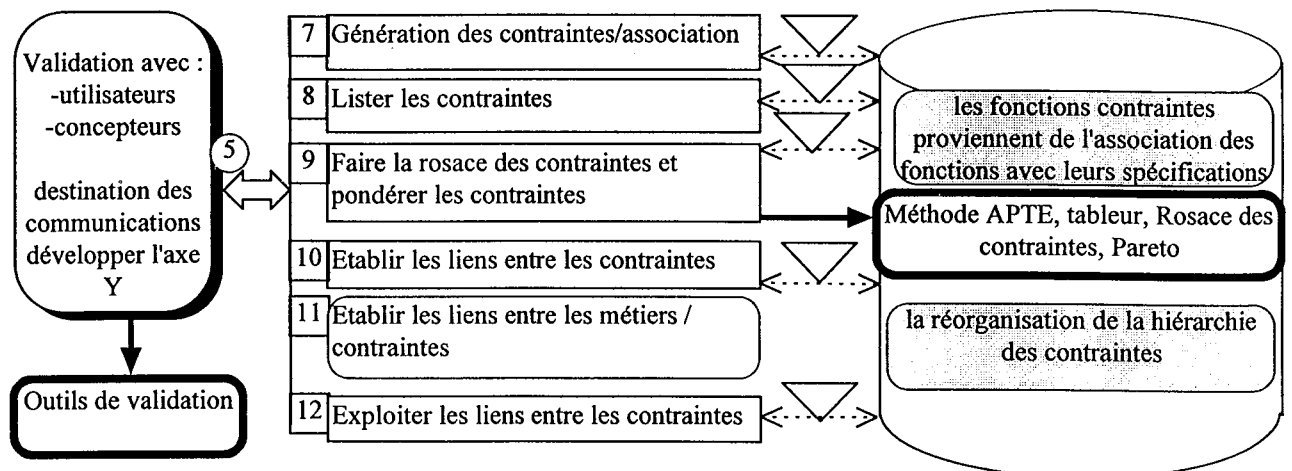 Validation avec :
-utilisateurs
-concepteurs
destination des
communications
développer l'axe
Y
5
Outils de validation
7 Génération des contraintes/association
8 Lister les contraintes
9 Faire la rosace des contraintes et
pondérer les contraintes
10 Etablir les liens entre les contraintes
11 Etablir les liens entre les métiers /
contraintes
12 Exploiter les liens entre les contraintes
les fonctions contraintes
proviennent de l'association des
fonctions avec leurs spécifications
Méthode APTE, tableur, Rosace des
contraintes, Pareto
la réorganisation de la hiérarchie
des contraintes